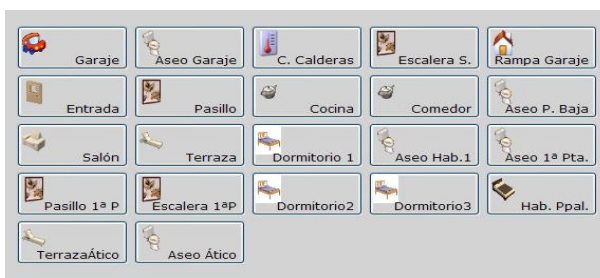 Garaje
Aseo Garaje
C. Calderas
Escalera S.
Rampa Garaje
Entrada
Pasillo
Cocina
Comedor
Aseo P. Baja
Salón
Terraza
Dormitorio 1
Aseo Hab.1
Aseo 1ª Pta.
Pasillo 1ª P
Escalera 1ªP
Dormitorio2
Dormitorio3
Hab. Ppal.
TerrazaÁtico
Aseo Ático